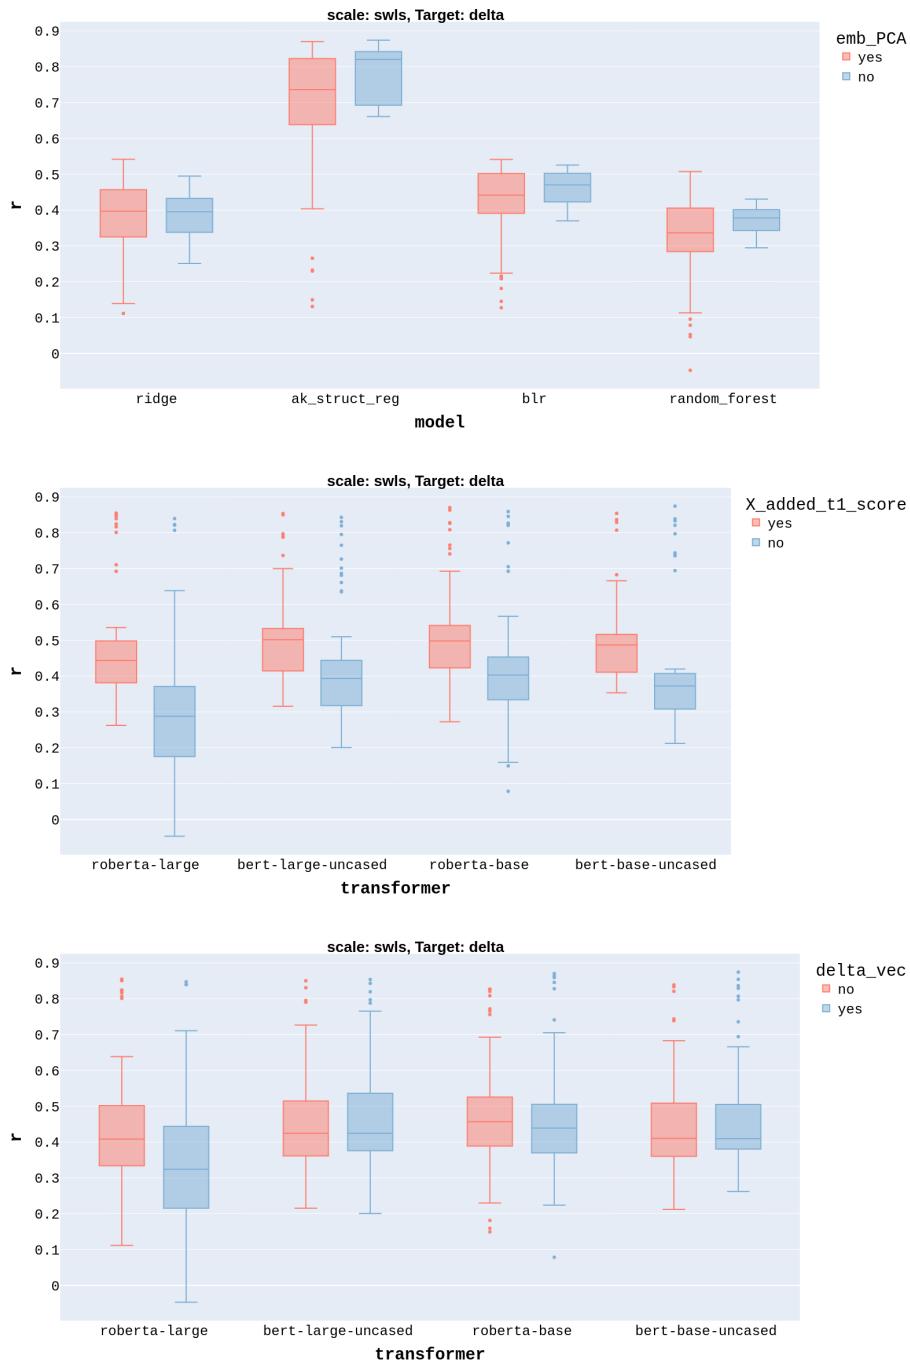 scale: swls, Target: delta
emb_PCA
yes
no
0.9
0.8
0.7
0.6
0.5
0.4
0.3
0.2
0.1
0
r
ridge ak_struct_reg blr random_forest
model
scale: swls, Target: delta
X_added_t1_score
yes
no
0.9
0.8
0.7
0.6
0.5
0.4
0.3
0.2
0.1
0
r
roberta-large bert-large-uncased roberta-base bert-base-uncased
transformer
scale: swls, Target: delta
delta_vec
no
yes
0.9
0.8
0.7
0.6
0.5
0.4
0.3
0.2
0.1
0
r
roberta-large bert-large-uncased roberta-base bert-base-uncased
transformer